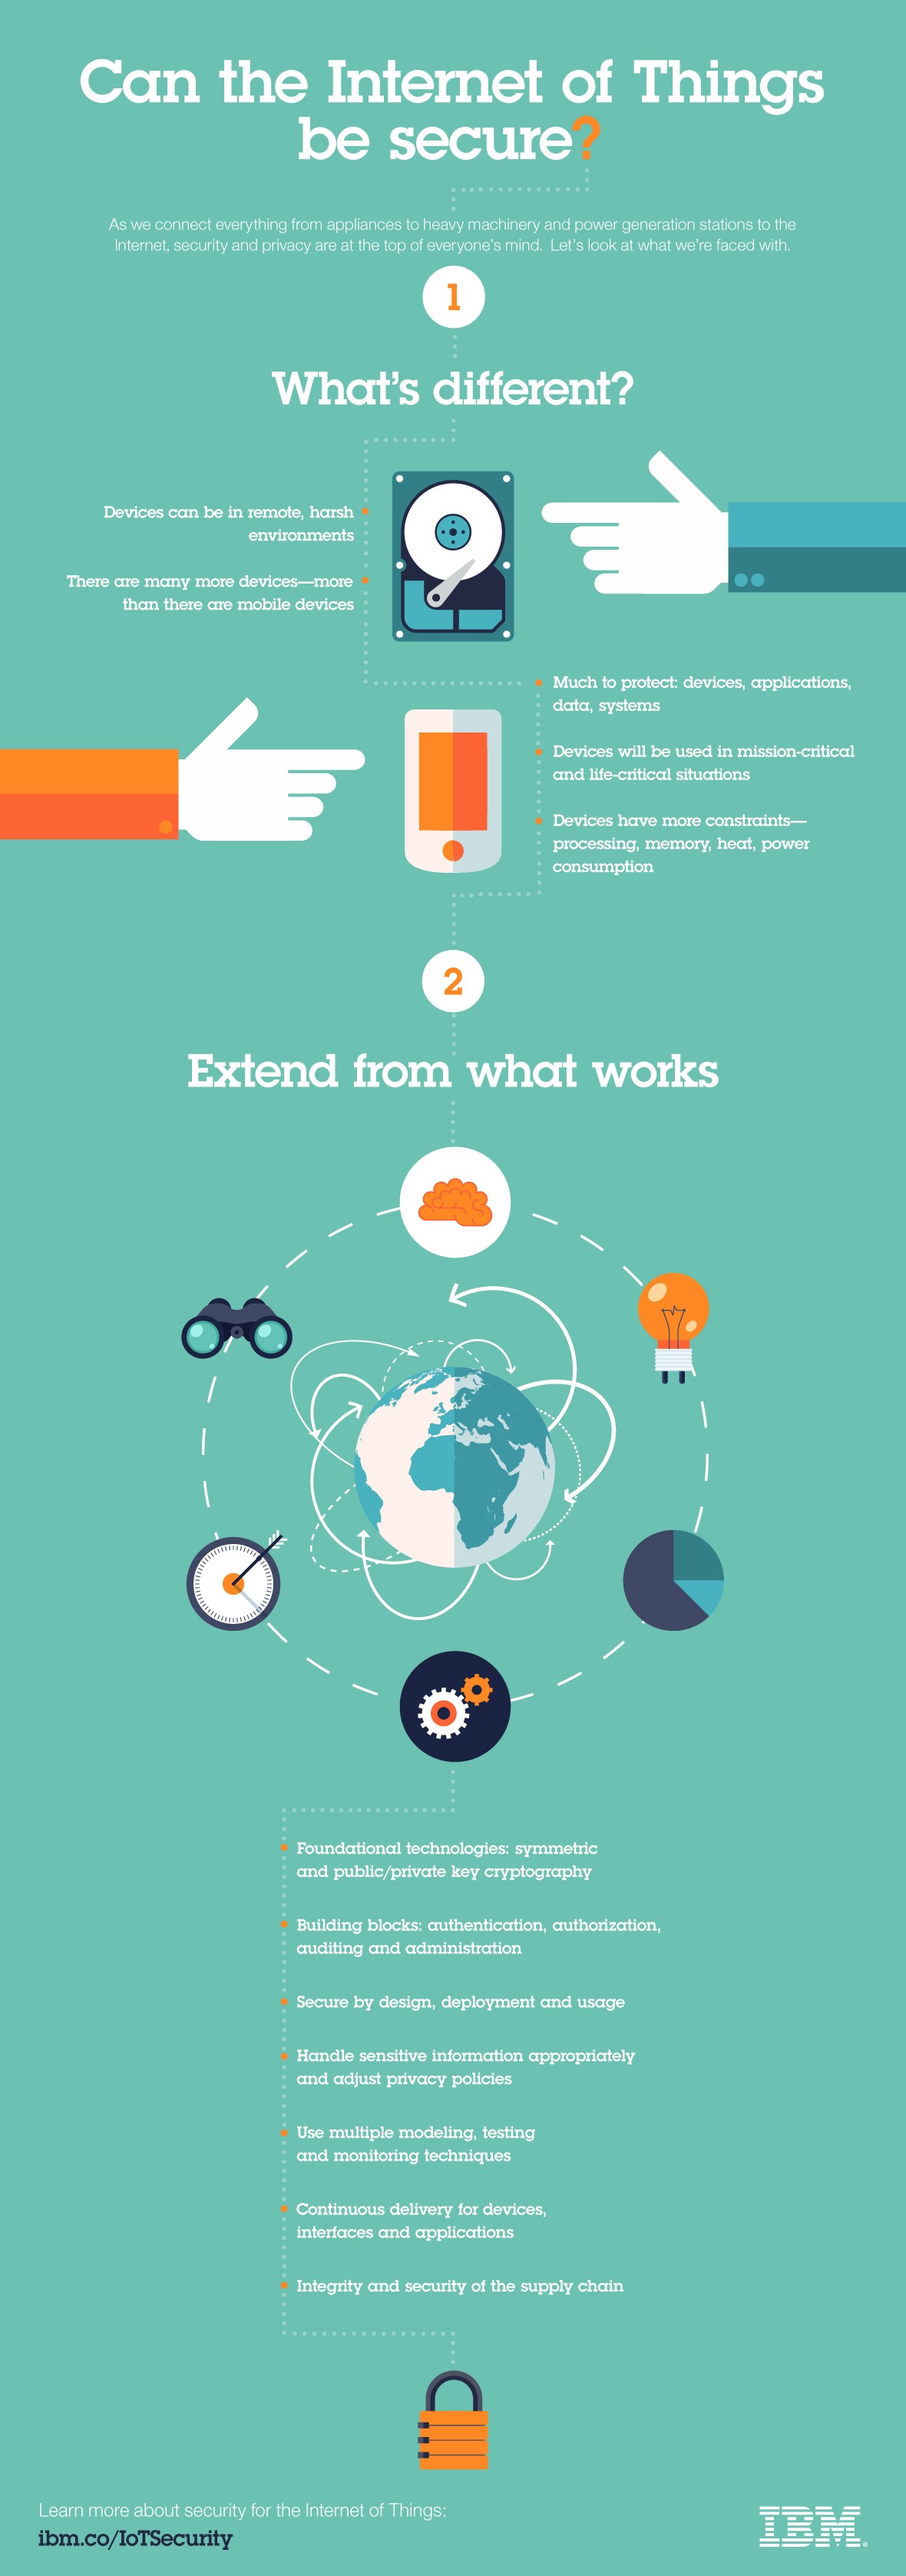 Can the Internet of Things
be secure?
As we connect everything from appliances to heavy machinery and power generation stations to the
Internet, security and privacy are at the top of everyone's mind. Let's look at what we're faced with.
1
What's different?
Devices can be in remote, harsh
environments
There are many more devices—more
than there are mobile devices
Much to protect: devices, applications,
data, systems
Devices will be used in mission-critical
and life-critical situations
Devices have more constraints—
processing, memory, heat, power
consumption
2
Extend from what works
Foundational technologies: symmetric
and public/private key cryptography
Building blocks: authentication, authorization,
auditing and administration
Secure by design, deployment and usage
Handle sensitive information appropriately
and adjust privacy policies
Use multiple modeling, testing
and monitoring techniques
Continuous delivery for devices,
interfaces and applications
Integrity and security of the supply chain
Learn more about security for the Internet of Things:
ibm.co/IoTSecurity
IBM®